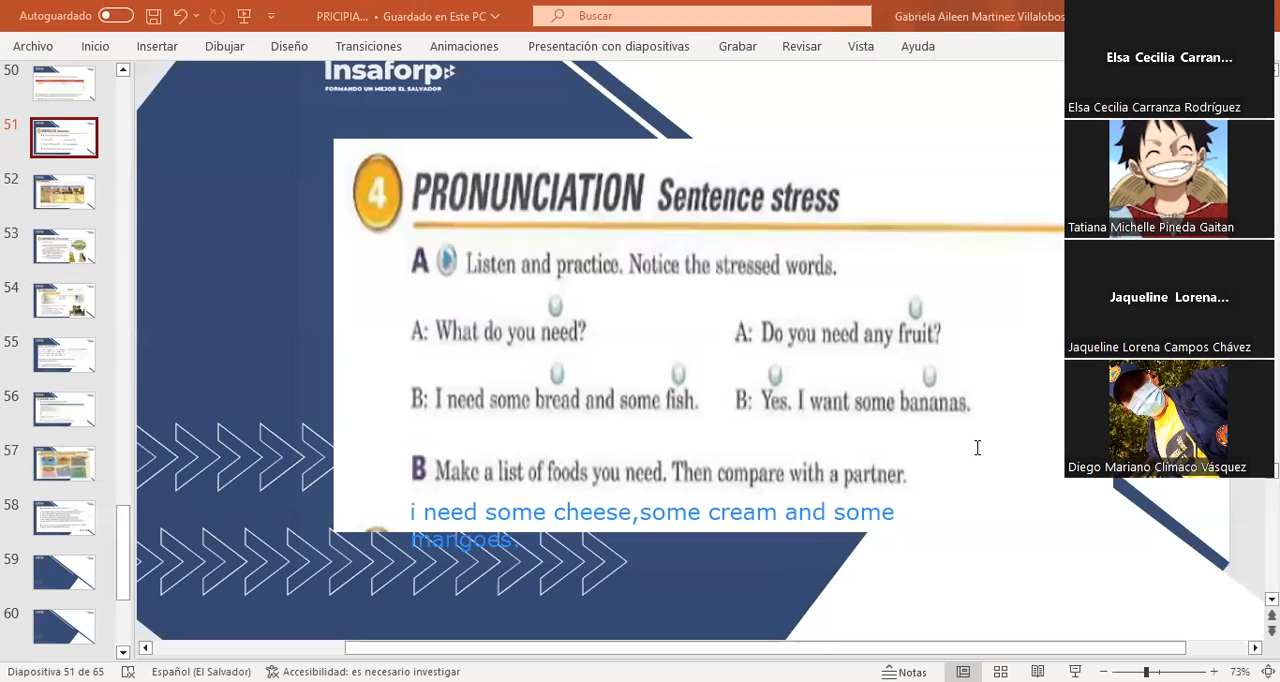 Autoguardado
PRICIPIA... • Guardado en Este PC
Buscar
Gabriela Aileen Martinez Villalobos
Archivo Inicio Insertar Dibujar Diseño Transiciones Animaciones Presentación con diapositivas Grabar Revisar Vista Ayuda
50
51
52
53
54
55
56
57
58
59
60
Insaforp
FORMANDO UN MEJOR EL SALVADOR
4 PRONUNCIATION Sentence stress
A Listen and practice. Notice the stressed words.
A: What do you need?
B: I need some bread and some fish.
A: Do you need any fruit?
B: Yes. I want some bananas.
B Make a list of foods you need. Then compare with a partner.
i need some cheese,some cream and some
mangoes.
Elsa Cecilia Carran...
Elsa Cecilia Carranza Rodríguez
Tatiana Michelle Pineda Gaitan
Jaqueline Lorena...
Jaqueline Lorena Campos Chávez
Diego Mariano Climaco Vásquez
Diapositiva 51 de 65 Español (El Salvador) Accesibilidad: es necesario investigar Notas 73%